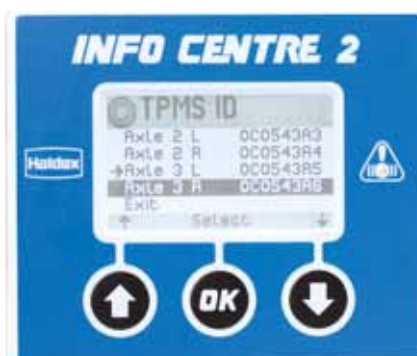 INFO CENTRE 2
TPMS ID
Axle 2 L 0C0543A3
Axle 2 R 0C0543A4
Axle 3 L 0C0543A5
Axle 3 R 0C0543A6
Exit
Select
Haldex
OK